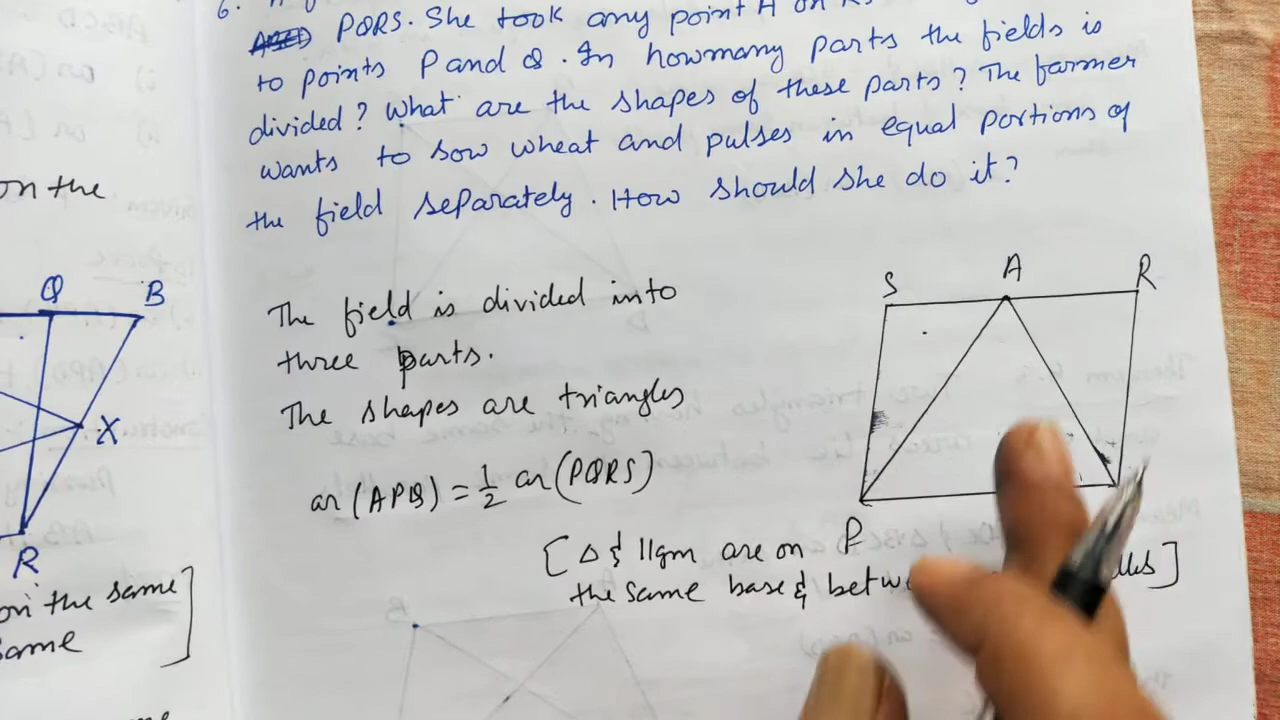 6.
PQRS. She took any point A on
to points P and Q. In howmany parts the fields is
divided? What are the shapes of these parts? The farmer
wants to sow wheat and pulses in equal portions of
the field separately. How should she do it?
on the
Q B
X
R
on the same
same
The field is divided into
three parts.
The shapes are triangles
ar (APQ) = 1/2 ar (PQRS)
[Δ & llgm are on
the same base & betw
]
S A R
P